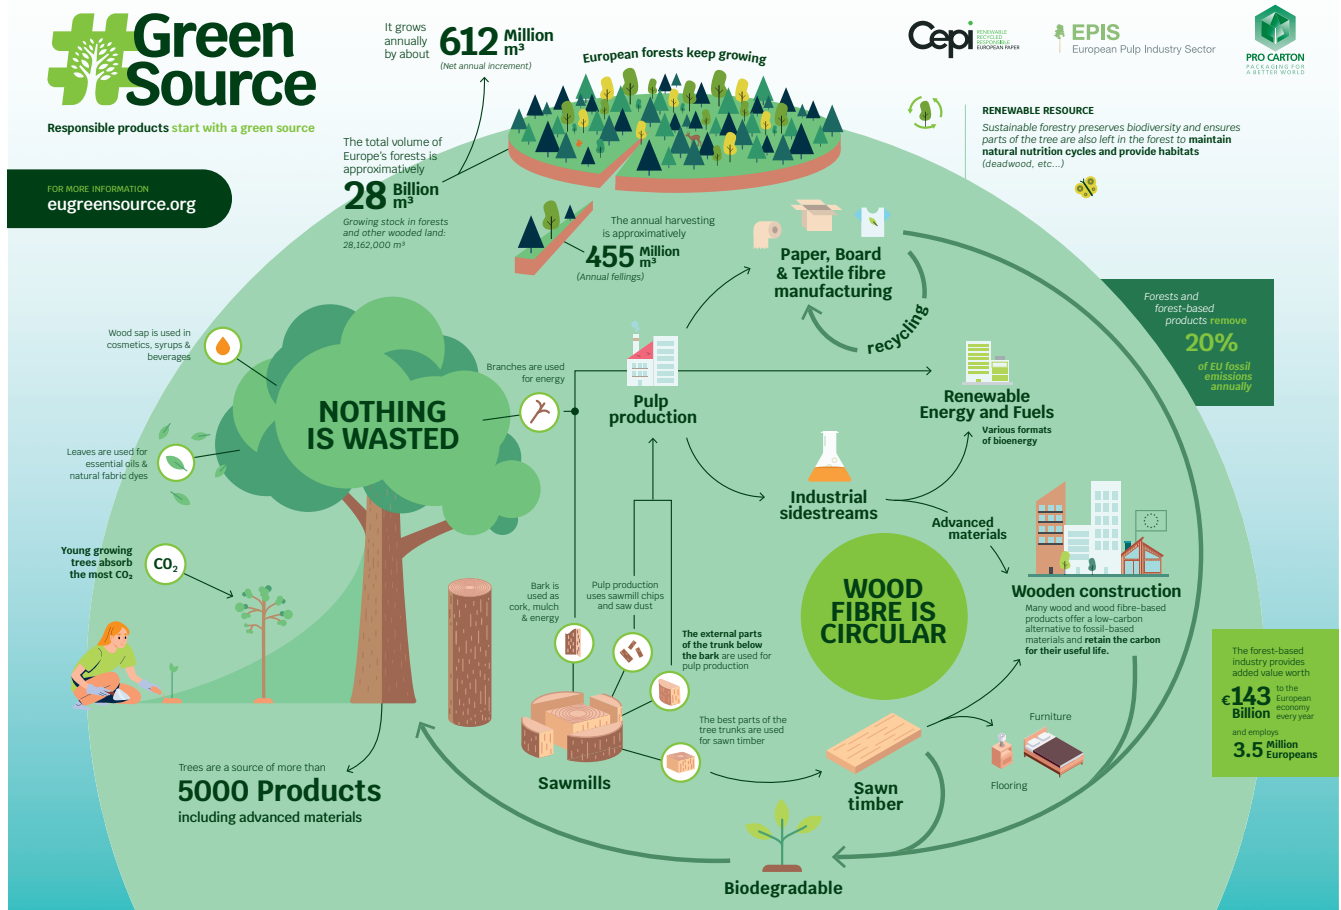 #Green
Source
Responsible products start with a green source
FOR MORE INFORMATION
eugreensource.org
It grows
annually
by about
612 Million
m³
(Net annual increment)
The total volume of
Europe's forests is
approximatively
28 Billion
m³
Growing stock in forests
and other wooded land:
28,162,000 m³
European forests keep growing
The annual harvesting
is approximatively
455 Million
m³
(Annual fellings)
Cepi
RENEWABLE
RECYCLED
RESPONSIBLE
EUROPEAN PAPER
EPIS
European Pulp Industry Sector
PRO CARTON
PACKAGING FOR
A BETTER WORLD
RENEWABLE RESOURCE
Sustainable forestry preserves biodiversity and ensures
parts of the tree are also left in the forest to maintain
natural nutrition cycles and provide habitats
(deadwood, etc...)
Paper, Board
& Textile fibre
manufacturing
recycling
Forests and
forest-based
products remove
20%
of EU fossil
emissions
annually
Wood sap is used in
cosmetics, syrups &
beverages
Leaves are used for
essential oils &
natural fabric dyes
NOTHING
IS WASTED
Branches are used
for energy
Pulp
production
Renewable
Energy and Fuels
Various formats
of bioenergy
Industrial
sidestreams
Advanced
materials
Young growing
trees absorb
the most CO₂
CO₂
Bark is
used as
cork, mulch
& energy
Pulp production
uses sawmill chips
and saw dust
The external parts
of the trunk below
the bark are used for
pulp production
WOOD
FIBRE IS
CIRCULAR
Wooden construction
Many wood and wood fibre-based
products offer a low-carbon
alternative to fossil-based
materials and retain the carbon
for their useful life.
The forest-based
industry provides
added value worth
€143
Billion
to the
European
economy
every year
and employs
3.5 Million
Europeans
The best parts of the
tree trunks are used
for sawn timber
Sawmills
Sawn
timber
Furniture
Flooring
Trees are a source of more than
5000 Products
including advanced materials
Biodegradable